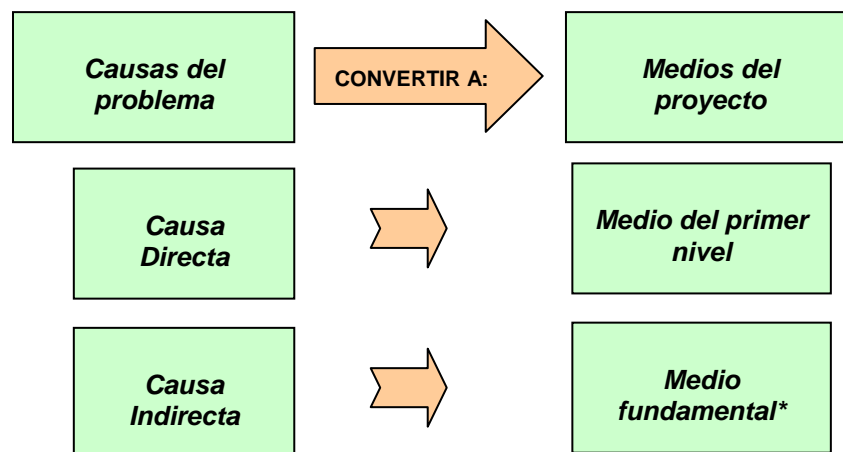 Causas del
problema
CONVERTIR A:
Medios del
proyecto
Causa
Directa
Medio del primer
nivel
Causa
Indirecta
Medio
fundamental*